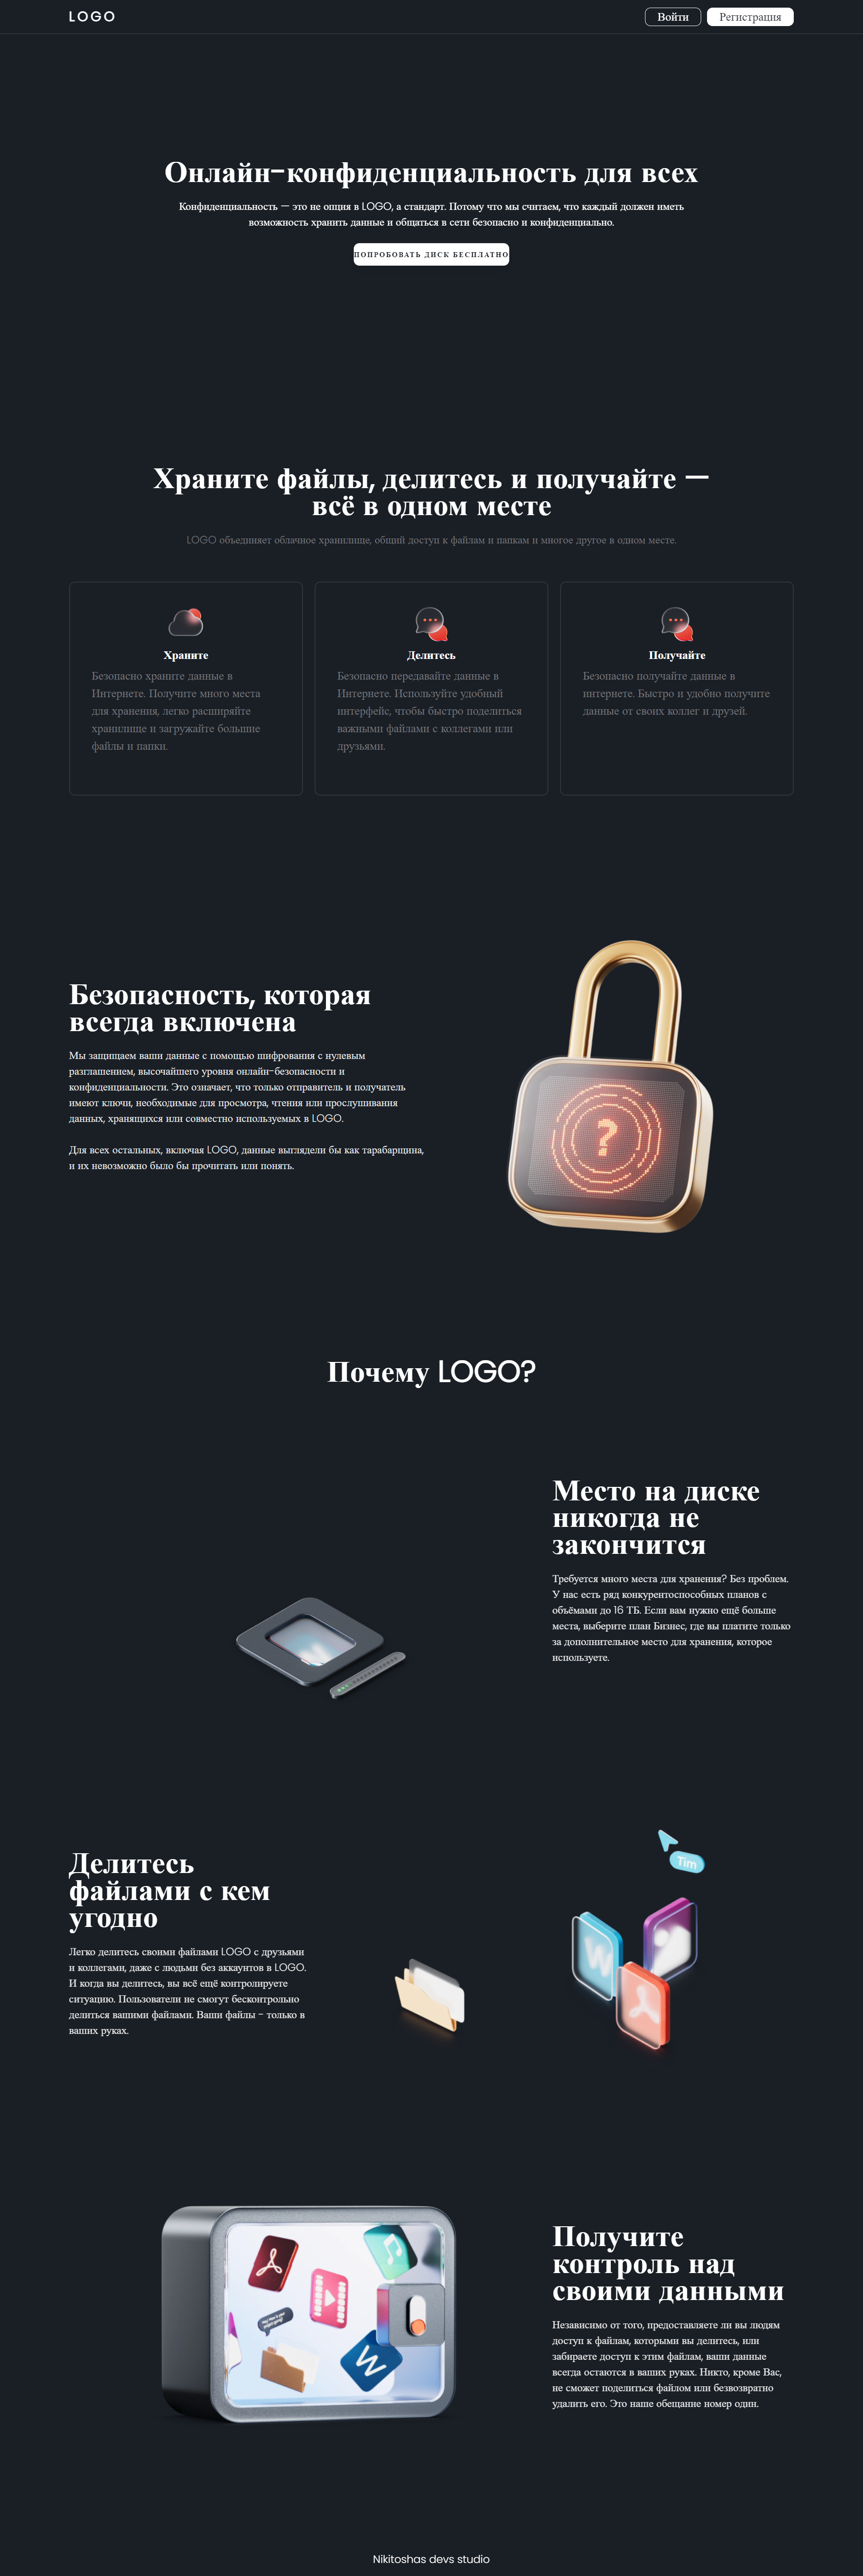 LOGO
Войти
Регистрация
Онлайн-конфиденциальность для всех
Конфиденциальность — это не опция в LOGO, а стандарт. Потому что мы считаем, что каждый должен иметь
возможность хранить данные и общаться в сети безопасно и конфиденциально.
ПОПРОБОВАТЬ ДИСК БЕСПЛАТНО
Храните файлы, делитесь и получайте —
всё в одном месте
LOGO объединяет облачное хранилище, общий доступ к файлам и папкам и многое другое в одном месте.
Храните
Безопасно храните данные в
Интернете. Получите много места
для хранения, легко расширяйте
хранилище и загружайте большие
файлы и папки.
Делитесь
Безопасно передавайте данные в
Интернете. Используйте удобный
интерфейс, чтобы быстро поделиться
важными файлами с коллегами или
друзьями.
Получайте
Безопасно получайте данные в
интернете. Быстро и удобно получите
данные от своих коллег и друзей.
Безопасность, которая
всегда включена
Мы защищаем ваши данные с помощью шифрования с нулевым
разглашением, высочайшего уровня онлайн-безопасности и
конфиденциальности. Это означает, что только отправитель и получатель
имеют ключи, необходимые для просмотра, чтения или прослушивания
данных, хранящихся или совместно используемых в LOGO.
Для всех остальных, включая LOGO, данные выглядели бы как тарабарщина,
и их невозможно было бы прочитать или понять.
?
Почему LOGO?
Место на диске
никогда не
закончится
Требуется много места для хранения? Без проблем.
У нас есть ряд конкурентоспособных планов с
объёмами до 16 ТБ. Если вам нужно ещё больше
места, выберите план Бизнес, где вы платите только
за дополнительное место для хранения, которое
используете.
Делитесь
файлами с кем
угодно
Легко делитесь своими файлами LOGO с друзьями
и коллегами, даже с людьми без аккаунтов в LOGO.
И когда вы делитесь, вы всё ещё контролируете
ситуацию. Пользователи не смогут бесконтрольно
делиться вашими файлами. Ваши файлы - только в
ваших руках.
Tim
W
W
Получите
контроль над
своими данными
Независимо от того, предоставляете ли вы людям
доступ к файлам, которыми вы делитесь, или
забираете доступ к этим файлам, ваши данные
всегда остаются в ваших руках. Никто, кроме Вас,
не сможет поделиться файлом или безвозвратно
удалить его. Это наше обещание номер один.
Nikitoshas devs studio